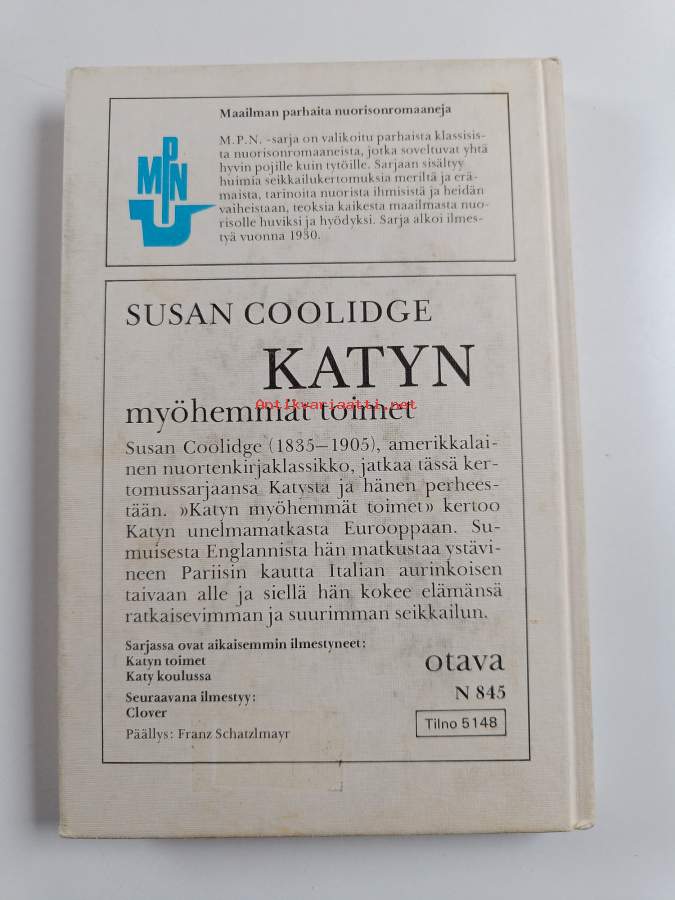 Maailman parhaita nuorisonromaaneja
M.P.N. -sarja on valikoitu parhaista klassisis-
ta nuorisonromaaneista, jotka soveltuvat yhtä
hyvin pojille kuin tytöille. Sarjaan sisältyy
huimia seikkailukertomuksia meriltä ja erä-
maista, tarinoita nuorista ihmisistä ja heidän
vaiheistaan, teoksia kaikesta maailmasta nuo-
risolle huviksi ja hyödyksi. Sarja alkoi ilmes-
tyä vuonna 1930.
MPN
SUSAN COOLIDGE
KATYN
myöhemmät toimet
Antikvariaatti.net
Susan Coolidge (1835–1905), amerikkalai-
nen nuortenkirjaklassikko, jatkaa tässä ker-
tomussarjaansa Katysta ja hänen perhees-
tään. »Katyn myöhemmät toimet» kertoo
Katyn unelmamatkasta Eurooppaan. Su-
muisesta Englannista hän matkustaa ystävi-
neen Pariisin kautta Italian aurinkoisen
taivaan alle ja siellä hän kokee elämänsä
ratkaisevimman ja suurimman seikkailun.
Sarjassa ovat aikaisemmin ilmestyneet:
Katyn toimet
Katy koulussa
Seuraavana ilmestyy:
Clover
Päällys: Franz Schatzlmayr
otava
N 845
Tilno 5148